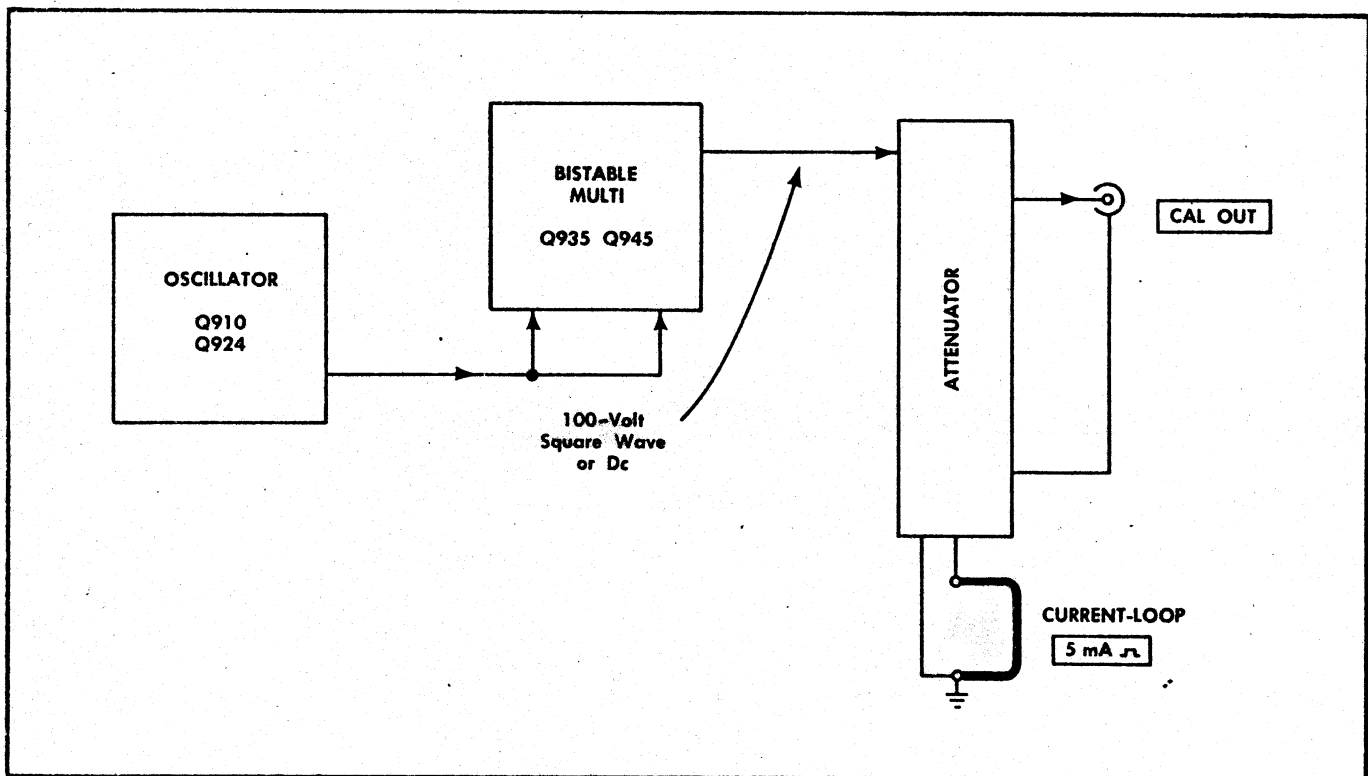 OSCILLATOR
Q910
Q924
BISTABLE
MULTI
Q935 Q945
100-Volt
Square Wave
or Dc
ATTENUATOR
CAL OUT
CURRENT-LOOP
5 mA